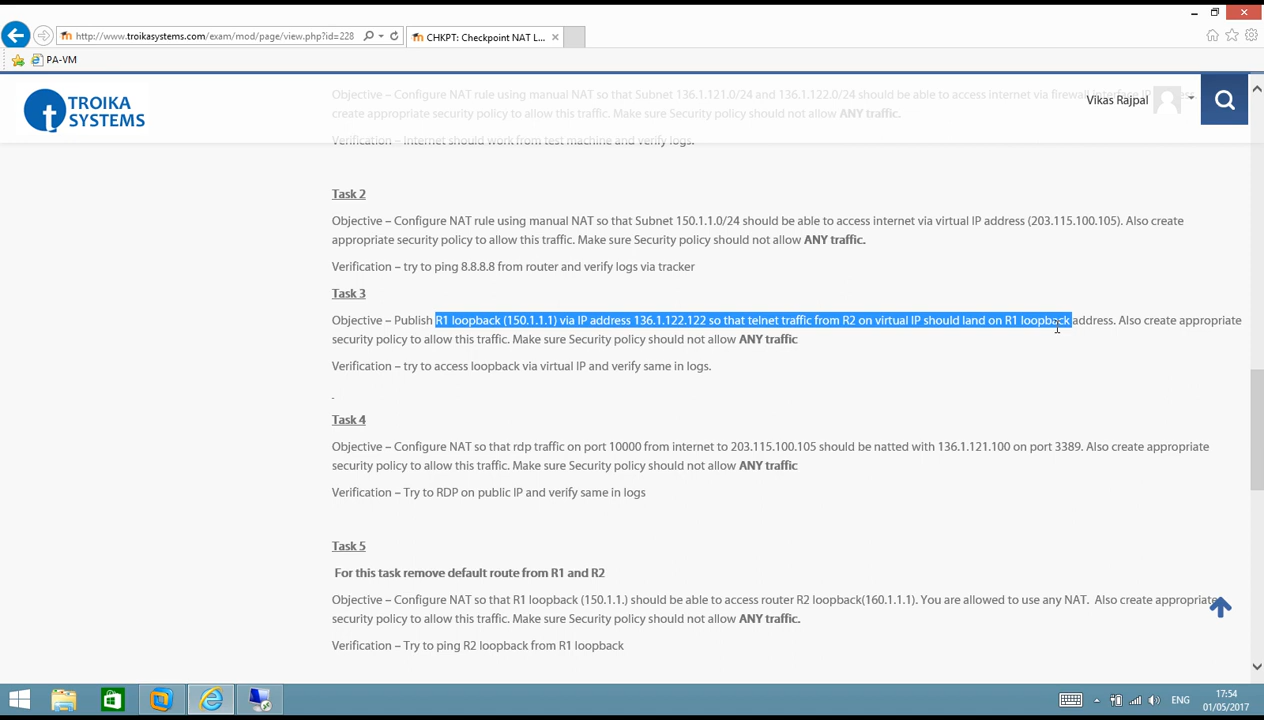 http://www.troikasystems.com/exam/mod/page/view.php?id=228
CHKPT: Checkpoint NAT L...
PA-VM
TROIKA
SYSTEMS
Vikas Rajpal
Objective – Configure NAT rule using manual NAT so that Subnet 136.1.121.0/24 and 136.1.122.0/24 should be able to access internet via firewall interface IP
create appropriate security policy to allow this traffic. Make sure Security policy should not allow ANY traffic.
Verification – Internet should work from test machine and verify logs.
Task 2
Objective – Configure NAT rule using manual NAT so that Subnet 150.1.1.0/24 should be able to access internet via virtual IP address (203.115.100.105). Also create
appropriate security policy to allow this traffic. Make sure Security policy should not allow ANY traffic.
Verification – try to ping 8.8.8.8 from router and verify logs via tracker
Task 3
Objective – Publish R1 loopback (150.1.1.1) via IP address 136.1.122.122 so that telnet traffic from R2 on virtual IP should land on R1 loopback address. Also create appropriate
security policy to allow this traffic. Make sure Security policy should not allow ANY traffic
Verification – try to access loopback via virtual IP and verify same in logs.
Task 4
Objective – Configure NAT so that rdp traffic on port 10000 from internet to 203.115.100.105 should be natted with 136.1.121.100 on port 3389. Also create appropriate
security policy to allow this traffic. Make sure Security policy should not allow ANY traffic
Verification – Try to RDP on public IP and verify same in logs
Task 5
For this task remove default route from R1 and R2
Objective – Configure NAT so that R1 loopback (150.1.1.) should be able to access router R2 loopback(160.1.1.1). You are allowed to use any NAT.  Also create appropriate
security policy to allow this traffic. Make sure Security policy should not allow ANY traffic.
Verification – Try to ping R2 loopback from R1 loopback
ENG
17:54
01/05/2017